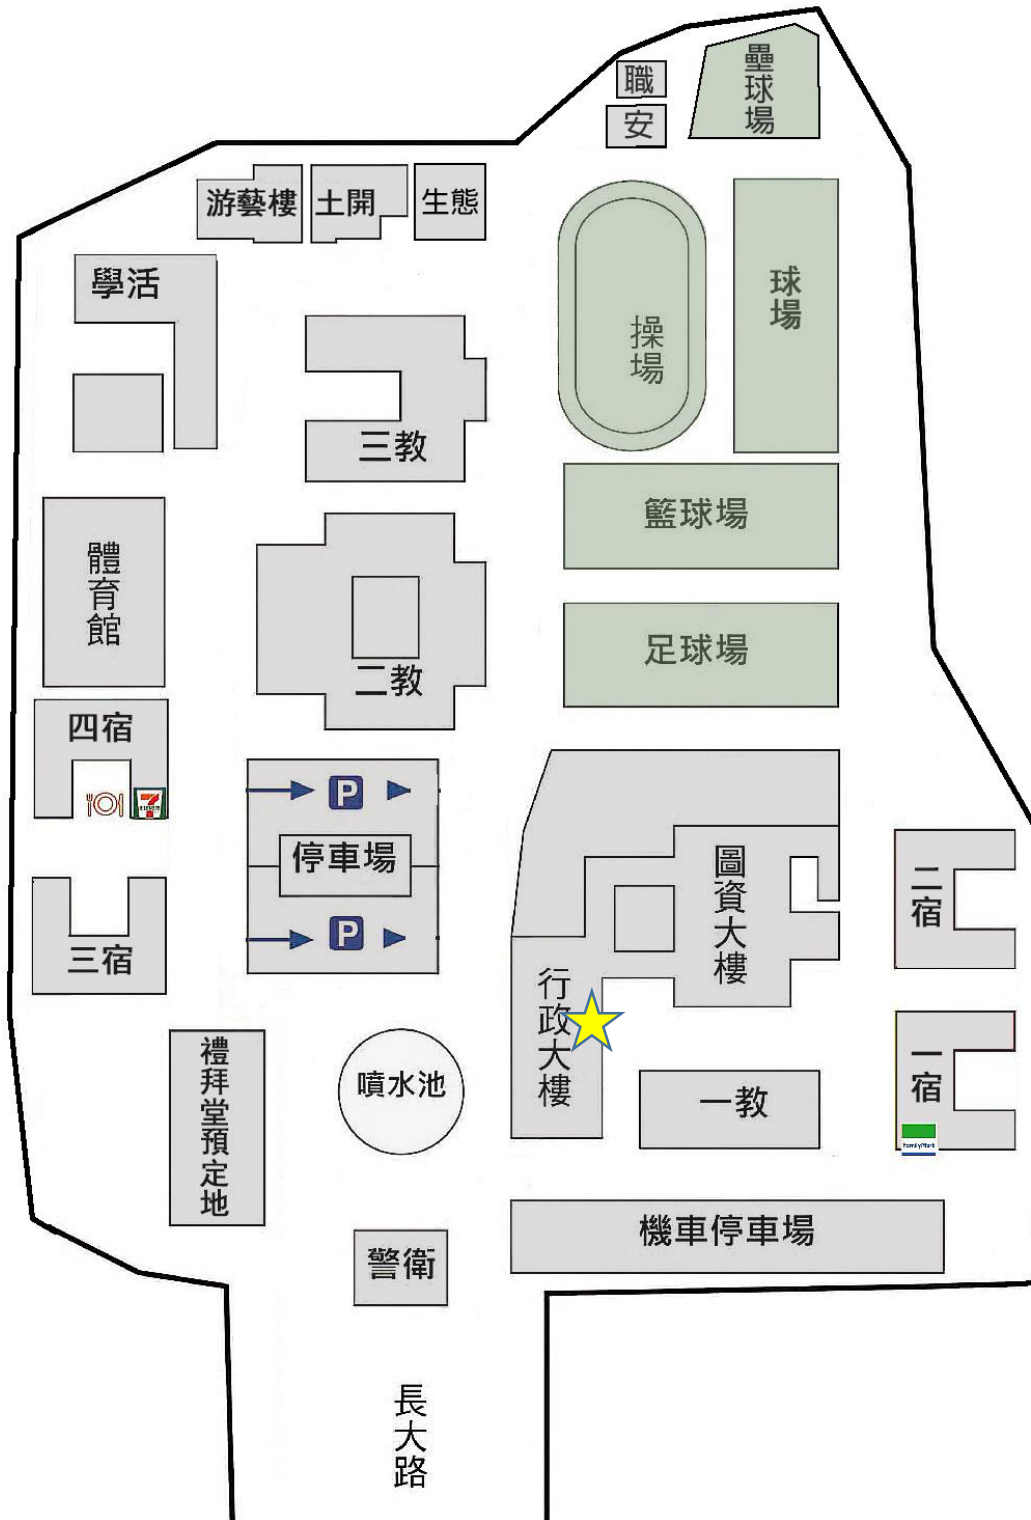 職
安
壘球場
游藝樓
土開
生態
學活
操場
球場
三教
籃球場
體育館
二教
足球場
四宿
7
ELEVEN
P
停車場
P
三宿
圖資大樓
二宿
行政大樓
禮拜堂預定地
噴水池
一教
一宿
FamilyMart
機車停車場
警衛
長大路